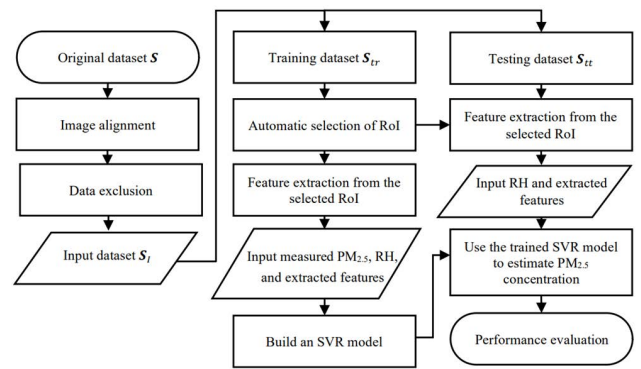 Original dataset S
Image alignment
Data exclusion
Input dataset S_I
Training dataset S_tr
Automatic selection of RoI
Feature extraction from the
selected RoI
Input measured PM2.5, RH,
and extracted features
Build an SVR model
Testing dataset S_tt
Feature extraction from the
selected RoI
Input RH and extracted
features
Use the trained SVR model
to estimate PM2.5
concentration
Performance evaluation